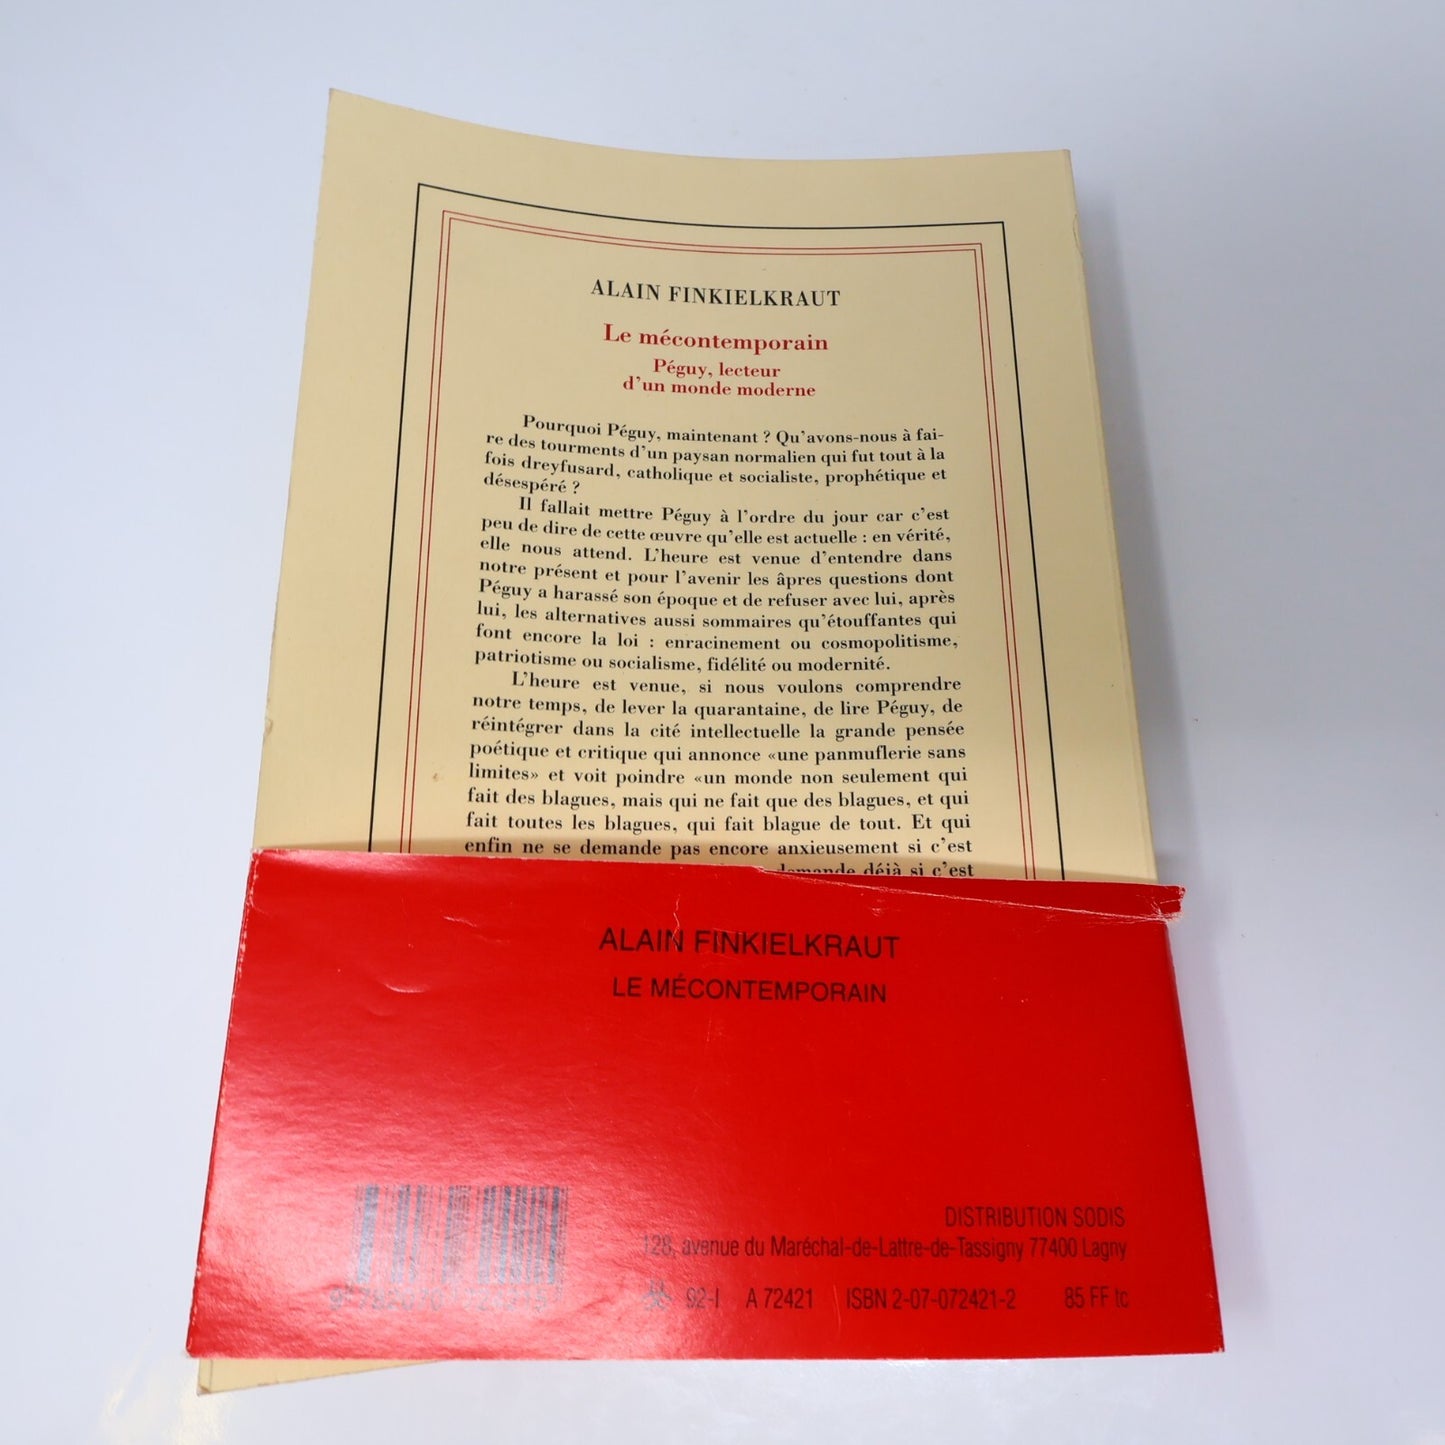 ALAIN FINKIELKRAUT
Le mécontemporain
Péguy, lecteur
d'un monde moderne
Pourquoi Péguy, maintenant ? Qu'avons-nous à fai-
re des tourments d'un paysan normalien qui fut tout à la
fois dreyfusard, catholique et socialiste, prophétique et
désespéré ?
Il fallait mettre Péguy à l'ordre du jour car c'est
peu de dire de cette œuvre qu'elle est actuelle : en vérité,
elle nous attend. L'heure est venue d'entendre dans
notre présent et pour l'avenir les âpres questions dont
Péguy a harassé son époque et de refuser avec lui, après
lui, les alternatives aussi sommaires qu'étouffantes qui
font encore la loi : enracinement ou cosmopolitisme,
patriotisme ou socialisme, fidélité ou modernité.
L'heure est venue, si nous voulons comprendre
notre temps, de lever la quarantaine, de lire Péguy, de
réintégrer dans la cité intellectuelle la grande pensée
poétique et critique qui annonce «une panmuflerie sans
limites» et voit poindre «un monde non seulement qui
fait des blagues, mais qui ne fait que des blagues, et qui
fait toutes les blagues, qui fait blague de tout. Et qui
enfin ne se demande pas encore anxieusement si c'est
demande déjà si c'est
ALAIN FINKIELKRAUT
LE MÉCONTEMPORAIN
DISTRIBUTION SODIS
128, avenue du Maréchal-de-Lattre-de-Tassigny 77400 Lagny
92-I A 72421 ISBN 2-07-072421-2 85 FF tc